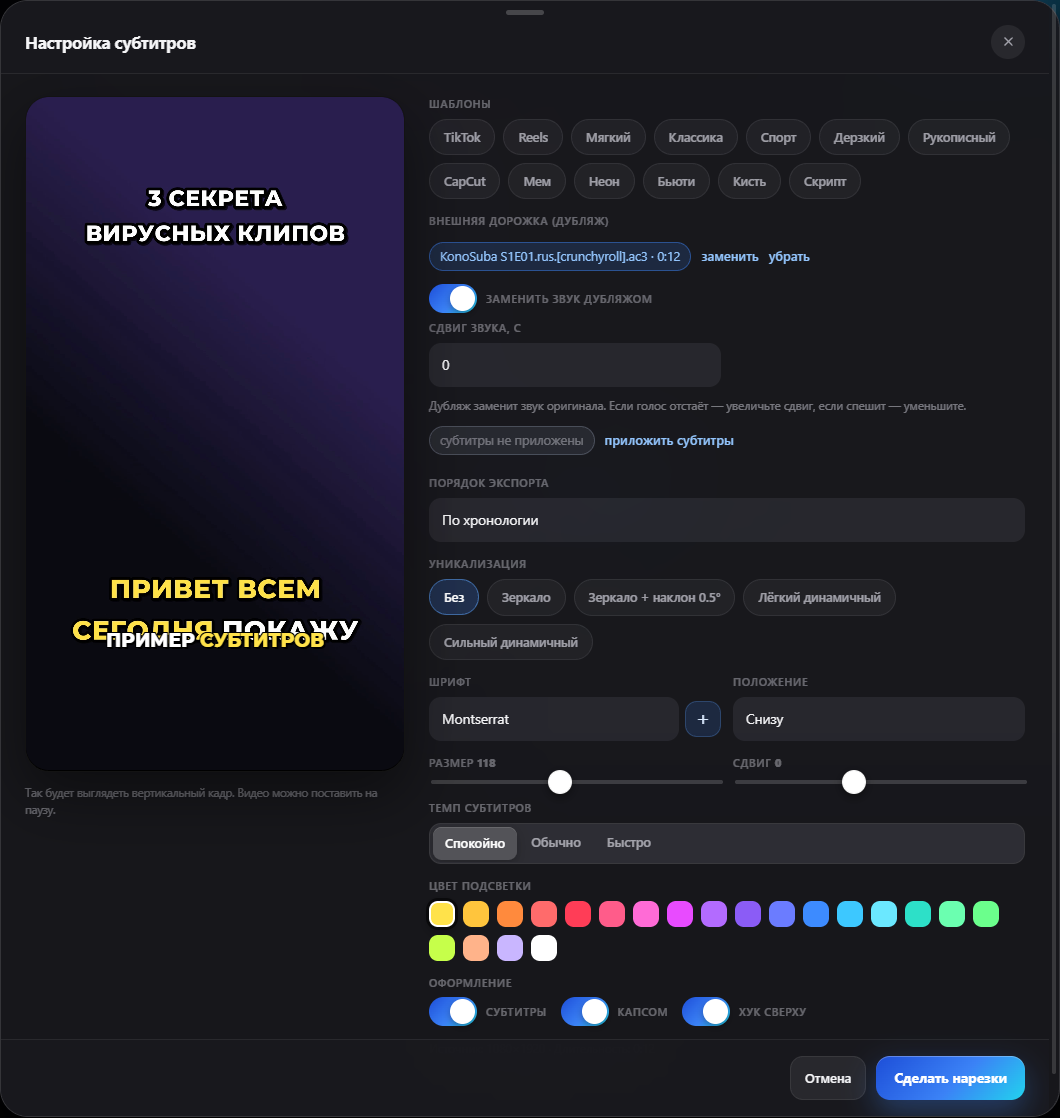 Настройка субтитров
3 СЕКРЕТА
ВИРУСНЫХ КЛИПОВ
ПРИВЕТ ВСЕМ
СЕГОДНЯ ПОКАЖУ
ПРИМЕР СУБТИТРОВ
Так будет выглядеть вертикальный кадр. Видео можно поставить на
паузу.
ШАБЛОНЫ
TikTok Reels Мягкий Классика Спорт Дерзкий Рукописный
CapCut Мем Неон Бьюти Кисть Скрипт
ВНЕШНЯЯ ДОРОЖКА (ДУБЛЯЖ)
KonoSuba S1E01.rus.[crunchyroll].ac3 · 0:12 заменить убрать
ЗАМЕНИТЬ ЗВУК ДУБЛЯЖОМ
СДВИГ ЗВУКА, С
0
Дубляж заменит звук оригинала. Если голос отстаёт — увеличьте сдвиг, если спешит — уменьшите.
субтитры не приложены приложить субтитры
ПОРЯДОК ЭКСПОРТА
По хронологии
УНИКАЛИЗАЦИЯ
Без Зеркало Зеркало + наклон 0.5° Лёгкий динамичный
Сильный динамичный
ШРИФТ ПОЛОЖЕНИЕ
Montserrat + Снизу
РАЗМЕР 118 СДВИГ 0
ТЕМП СУБТИТРОВ
Спокойно Обычно Быстро
ЦВЕТ ПОДСВЕТКИ
ОФОРМЛЕНИЕ
СУБТИТРЫ КАПСОМ ХУК СВЕРХУ
Отмена Сделать нарезки